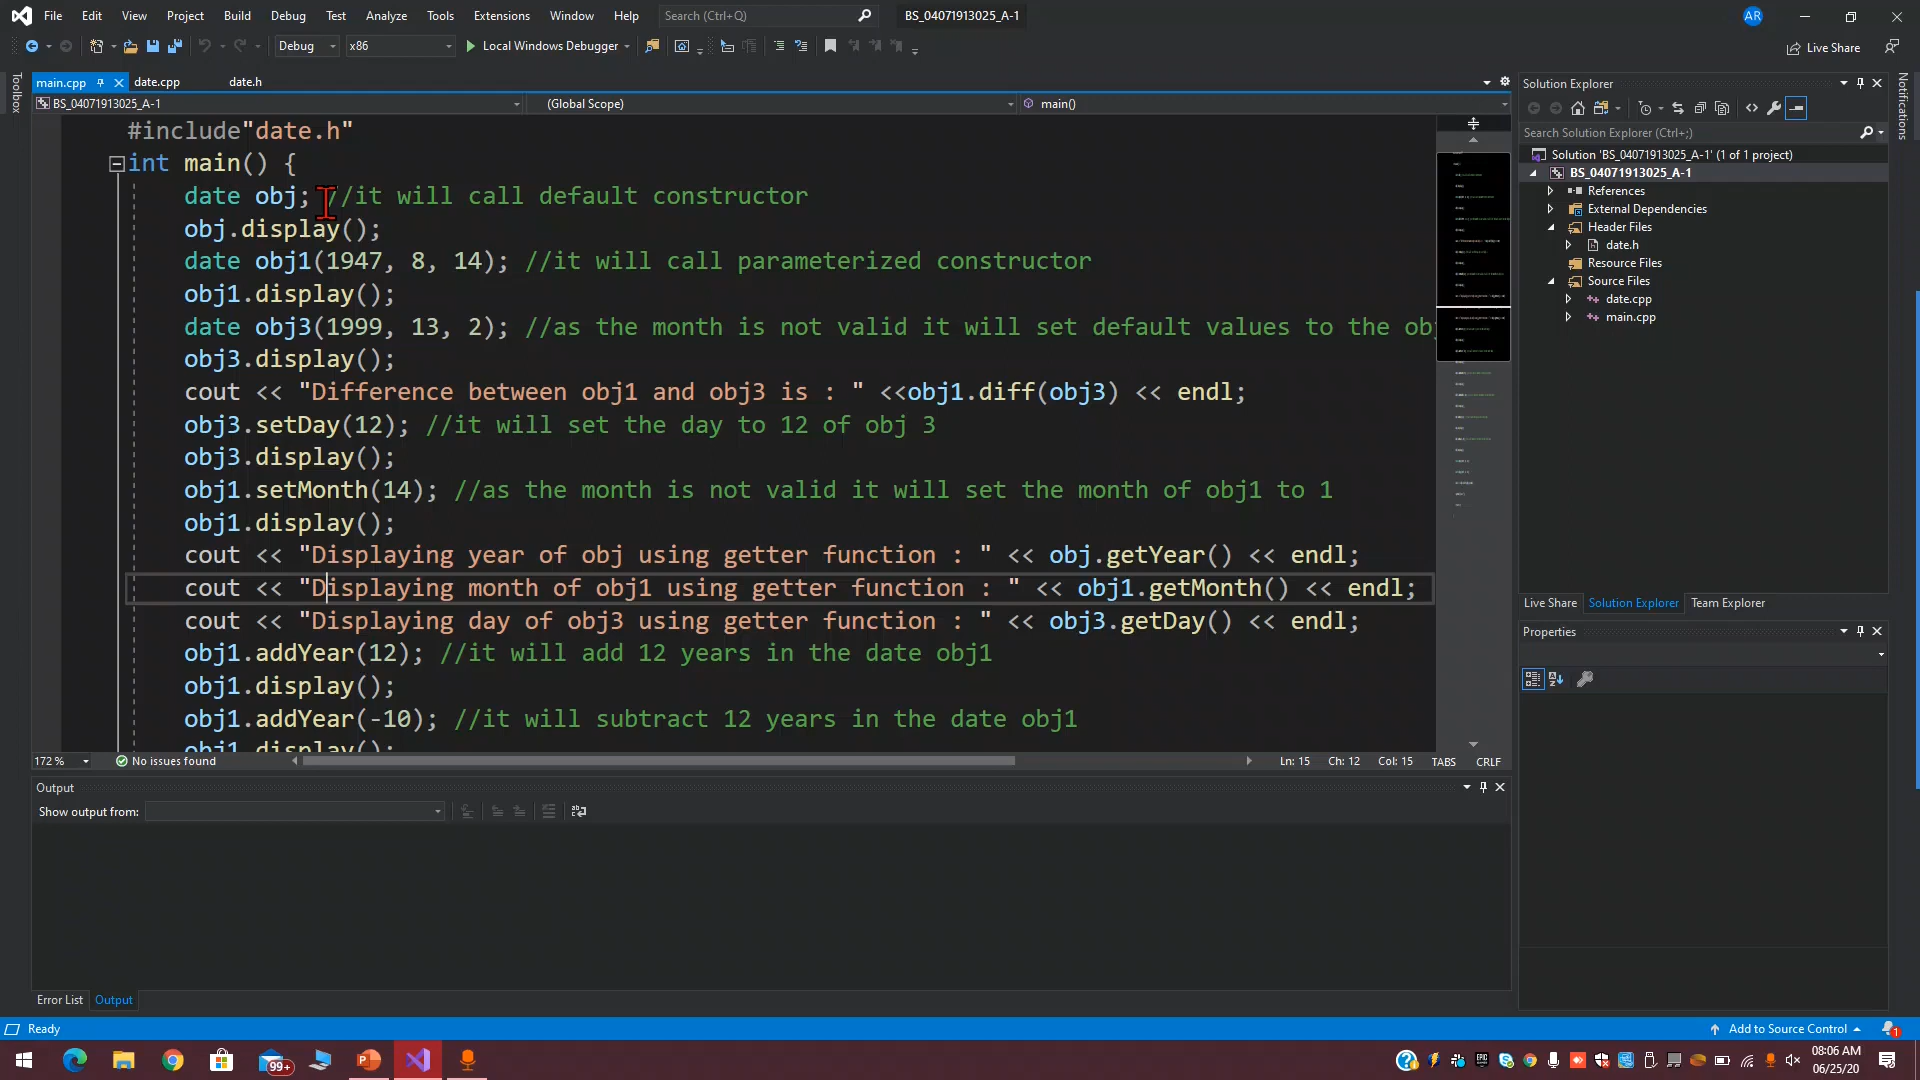 File Edit View Project Build Debug Test Analyze Tools Extensions Window Help Search (Ctrl+Q) BS_04071913025_A-1 AR
Debug x86 Local Windows Debugger Live Share
Toolbox
main.cpp date.cpp date.h
BS_04071913025_A-1 (Global Scope) main()
#include"date.h"
int main() {
date obj; //it will call default constructor
obj.display();
date obj1(1947, 8, 14); //it will call parameterized constructor
obj1.display();
date obj3(1999, 13, 2); //as the month is not valid it will set default values to the obj
obj3.display();
cout << "Difference between obj1 and obj3 is : " <<obj1.diff(obj3) << endl;
obj3.setDay(12); //it will set the day to 12 of obj 3
obj3.display();
obj1.setMonth(14); //as the month is not valid it will set the month of obj1 to 1
obj1.display();
cout << "Displaying year of obj using getter function : " << obj.getYear() << endl;
cout << "Displaying month of obj1 using getter function : " << obj1.getMonth() << endl;
cout << "Displaying day of obj3 using getter function : " << obj3.getDay() << endl;
obj1.addYear(12); //it will add 12 years in the date obj1
obj1.display();
obj1.addYear(-10); //it will subtract 12 years in the date obj1
obj1.display();
172 % No issues found Ln: 15 Ch: 12 Col: 15 TABS CRLF
Output
Show output from:
Error List Output
Solution Explorer
Search Solution Explorer (Ctrl+;)
Solution 'BS_04071913025_A-1' (1 of 1 project)
BS_04071913025_A-1
References
External Dependencies
Header Files
date.h
Resource Files
Source Files
date.cpp
main.cpp
Live Share Solution Explorer Team Explorer
Properties
Notifications
Ready Add to Source Control 1
99+
08:06 AM
06/25/20